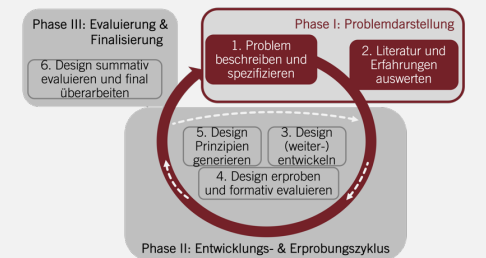 Phase III: Evaluierung &
Finalisierung
6. Design summativ
evaluieren und final
überarbeiten
Phase I: Problemdarstellung
1. Problem
beschreiben und
spezifizieren
2. Literatur und
Erfahrungen
auswerten
5. Design
Prinzipien
generieren
3. Design
(weiter-)
entwickeln
4. Design erproben
und formativ evaluieren
Phase II: Entwicklungs- & Erprobungszyklus